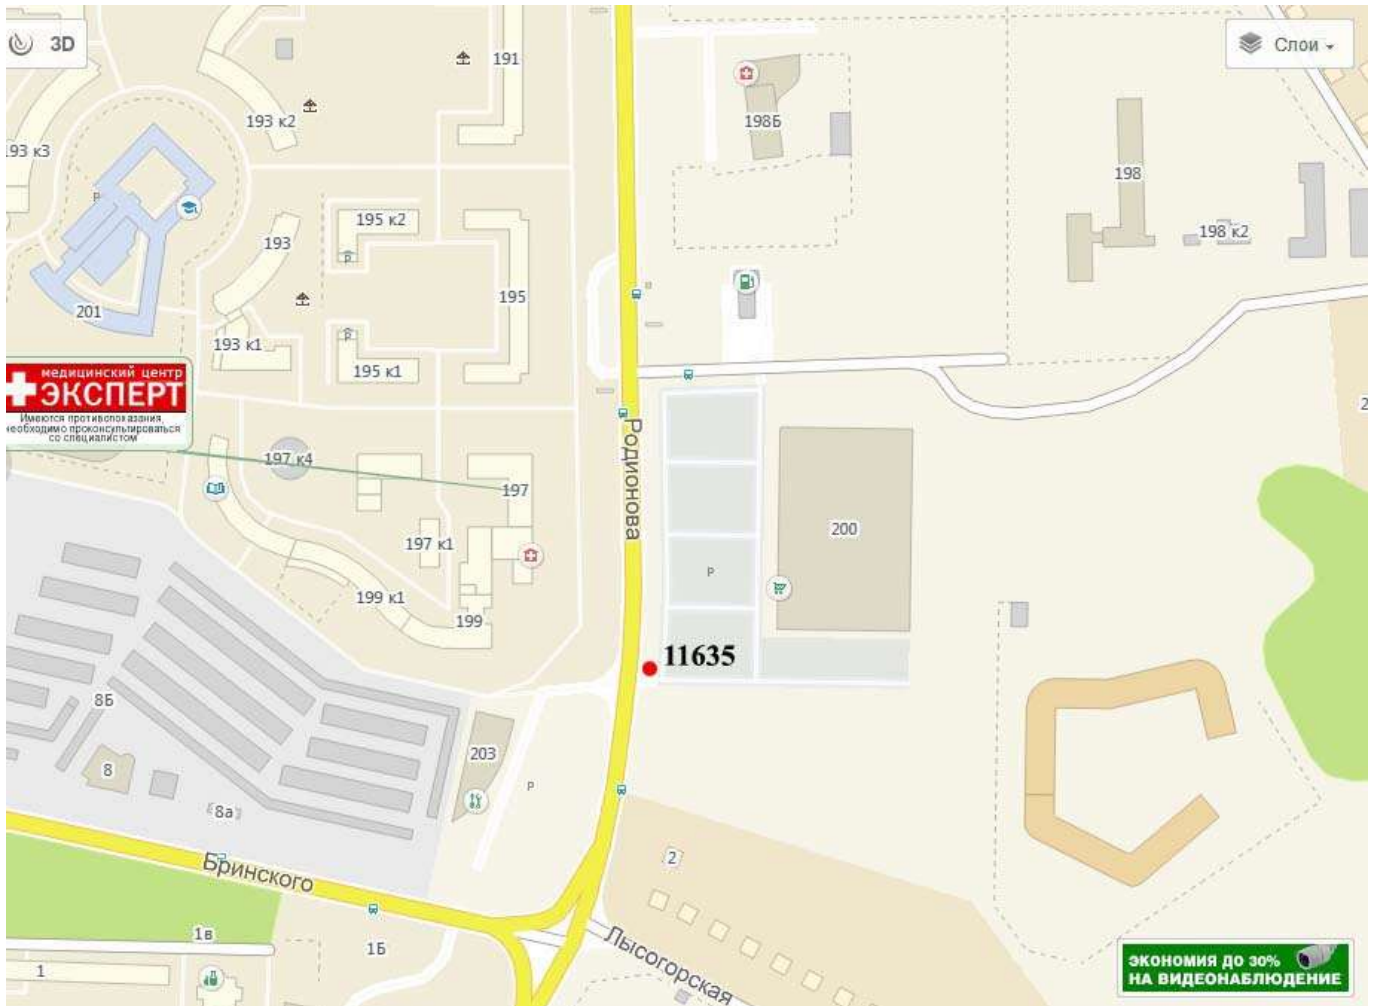 3D
Слои
191
193 к2
193 к3
198Б
198
198 к2
P
195 к2
193
P
195
201
193 к1
P
195 к1
медицинский центр
ЭКСПЕРТ
Имеются противопоказания,
необходимо проконсультироваться
со специалистом
2
Родионова
197 к4
197
200
197 к1
P
199 к1
199
11635
8Б
203
8
P
8а
Бринского
2
1в
1Б
1
Лысогорская
ЭКОНОМИЯ ДО 30%
НА ВИДЕОНАБЛЮДЕНИЕ